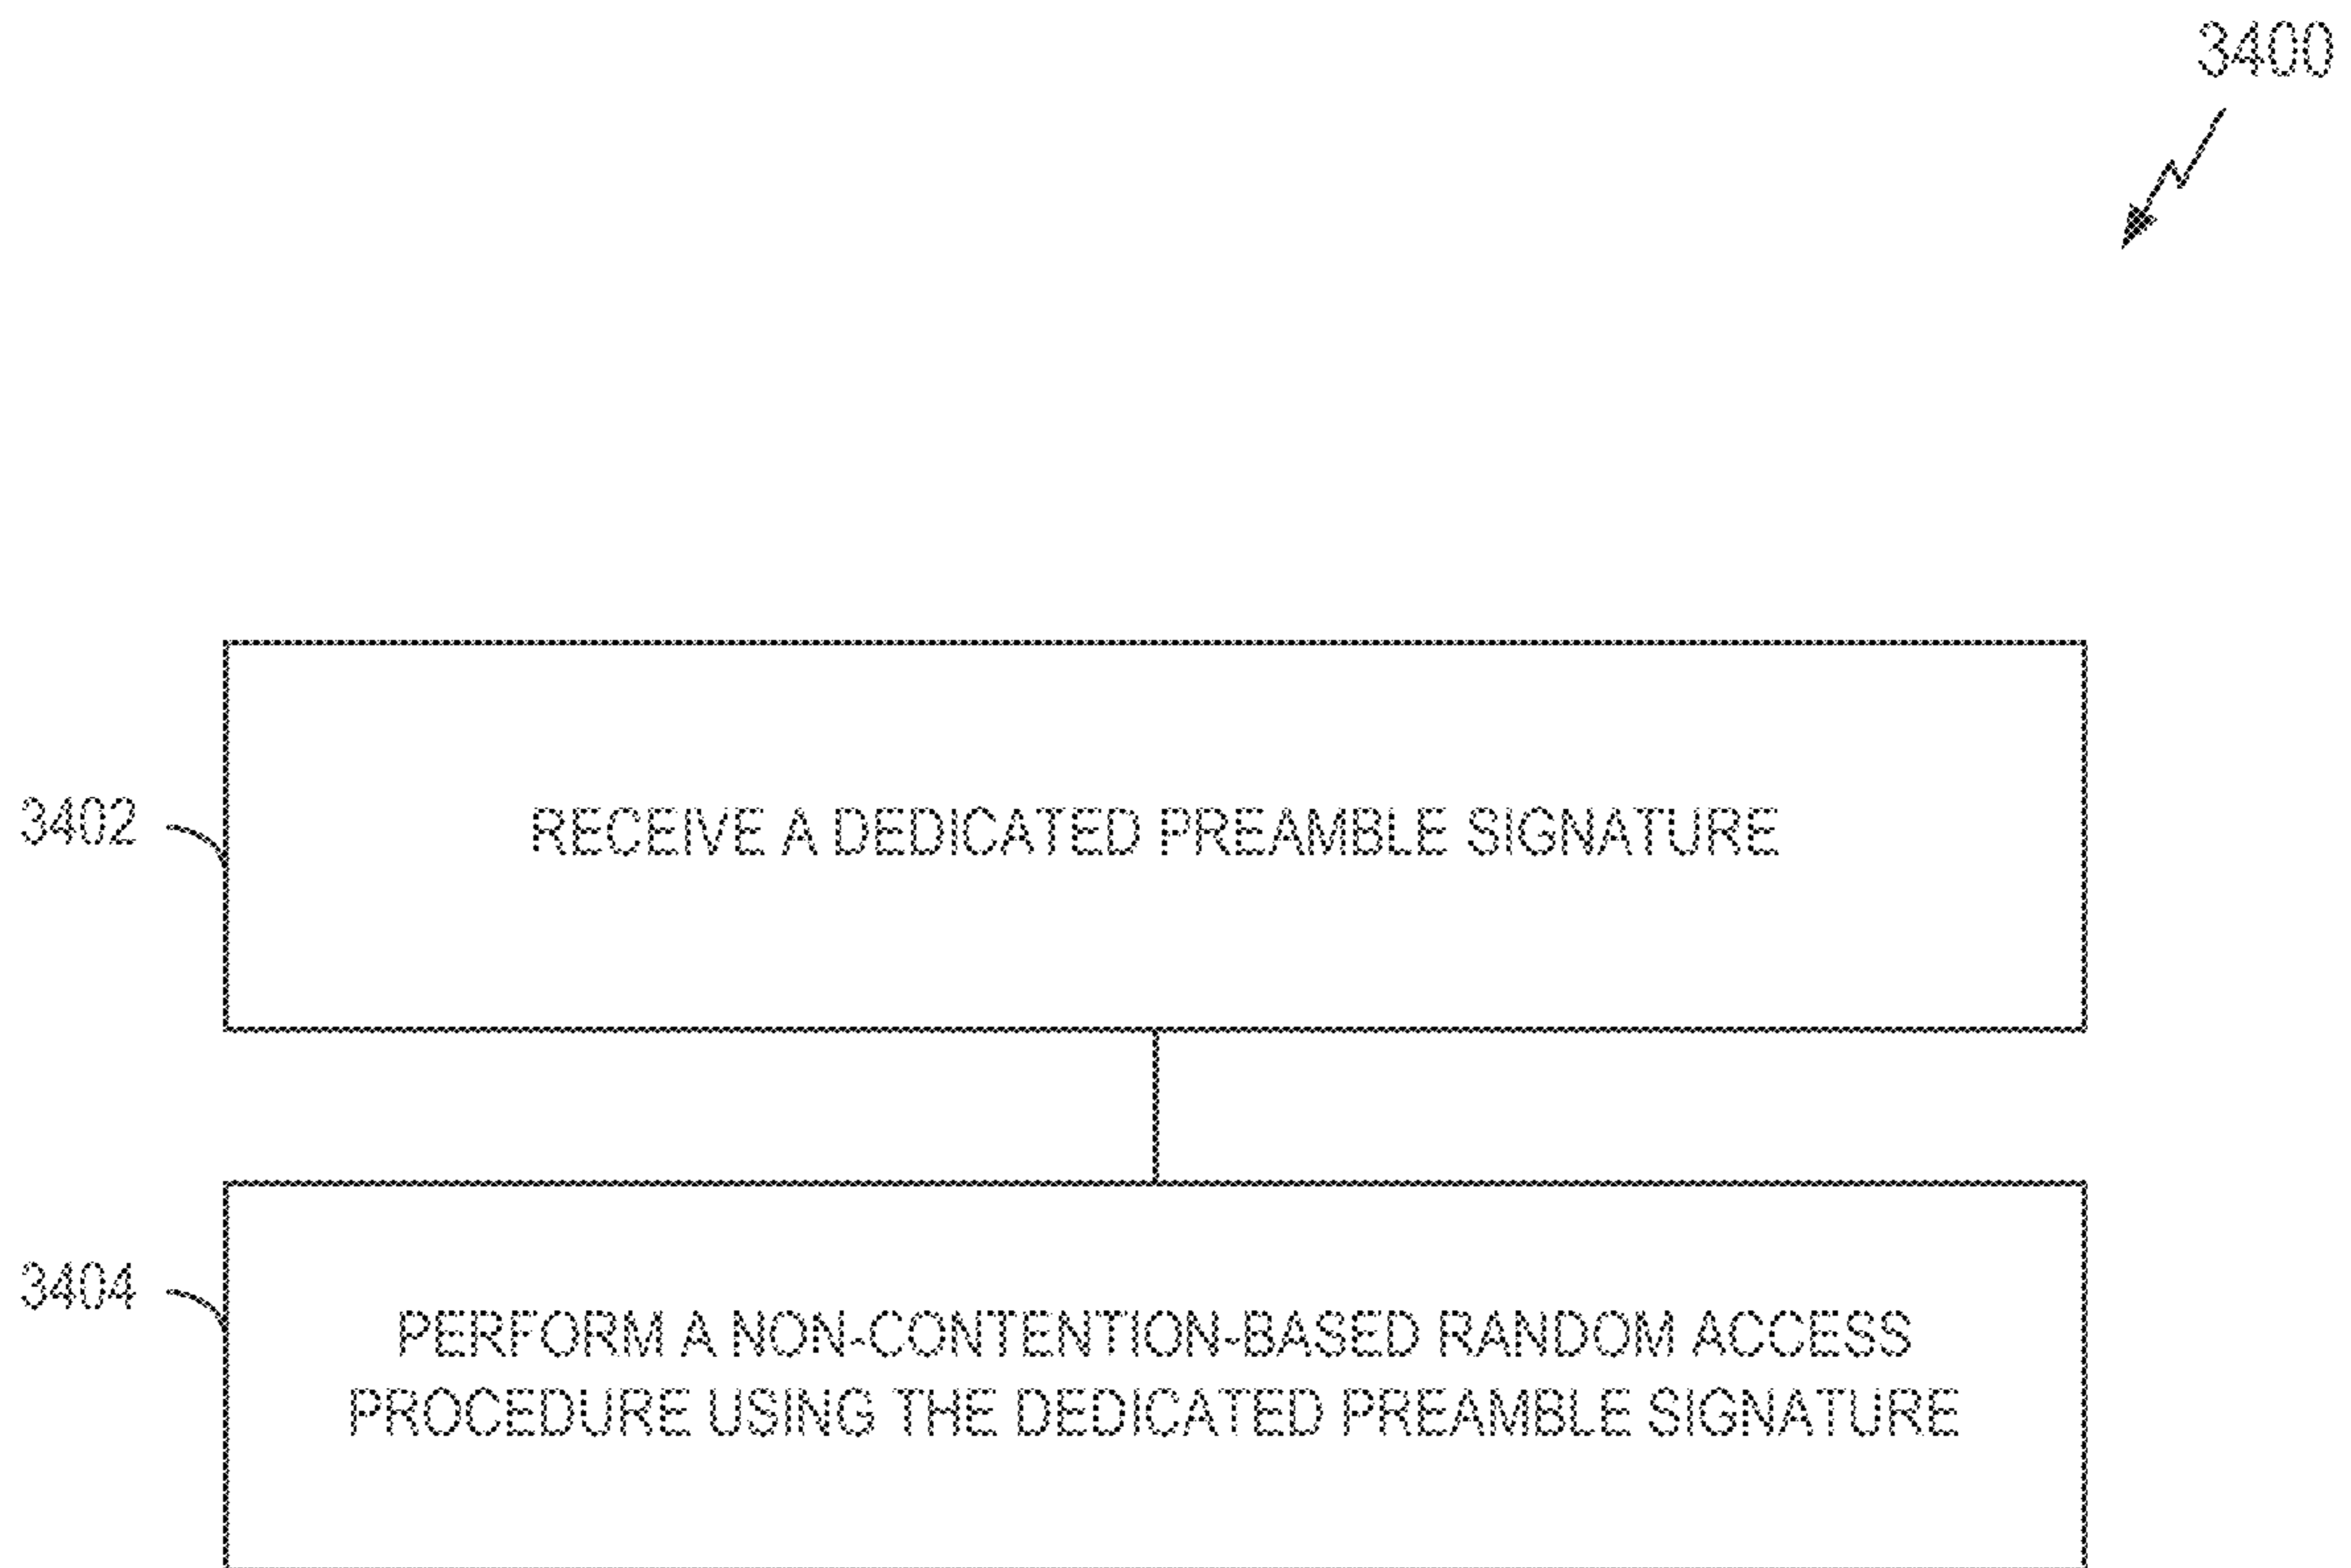 3400
3402
RECEIVE A DEDICATED PREAMBLE SIGNATURE
3404
PERFORM A NON-CONTENTION-BASED RANDOM ACCESS
PROCEDURE USING THE DEDICATED PREAMBLE SIGNATURE